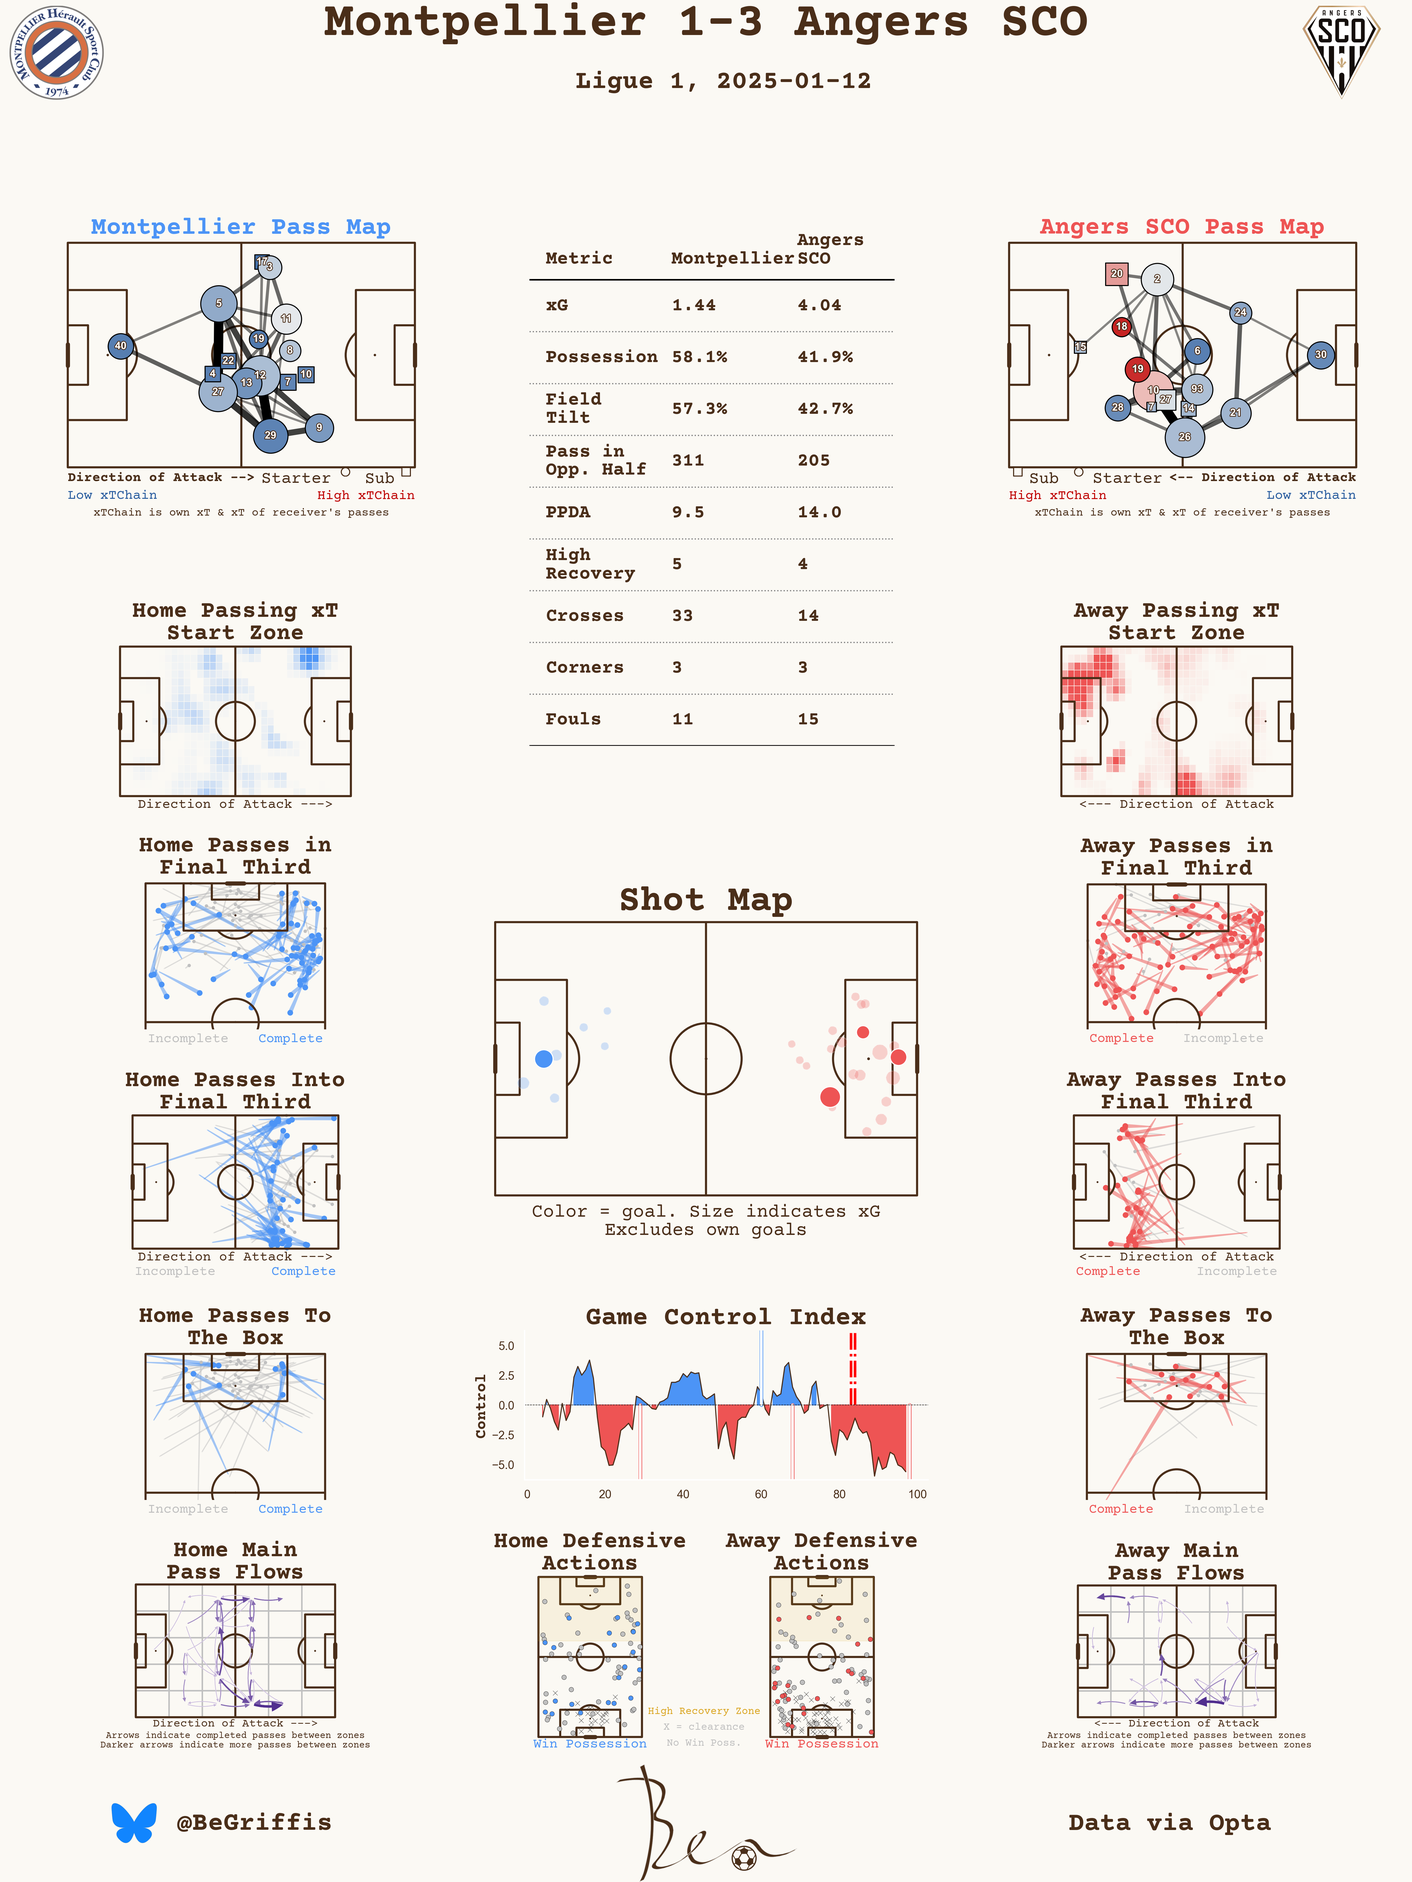 Montpellier 1-3 Angers SCO
Ligue 1, 2025-01-12
MONTPELLIER Hérault Sport Club
1974
ANGERS
SCO
Montpellier Pass Map
17
3
5
11
19
8
40
22
4
12
10
13
7
27
9
29
Direction of Attack --> Starter Sub
Low xTChain High xTChain
xTChain is own xT & xT of receiver's passes
Metric Montpellier Angers SCO
xG 1.44 4.04
Possession 58.1% 41.9%
Field Tilt 57.3% 42.7%
Pass in Opp. Half 311 205
PPDA 9.5 14.0
High Recovery 5 4
Crosses 33 14
Corners 3 3
Fouls 11 15
Angers SCO Pass Map
20
2
24
18
15
6
30
19
10
93
27
28
7
14
21
26
Sub Starter <-- Direction of Attack
High xTChain Low xTChain
xTChain is own xT & xT of receiver's passes
Home Passing xT
Start Zone
Direction of Attack --->
Away Passing xT
Start Zone
<--- Direction of Attack
Home Passes in
Final Third
Incomplete Complete
Away Passes in
Final Third
Complete Incomplete
Shot Map
Color = goal. Size indicates xG
Excludes own goals
Home Passes Into
Final Third
Direction of Attack --->
Incomplete Complete
Away Passes Into
Final Third
<--- Direction of Attack
Complete Incomplete
Home Passes To
The Box
Incomplete Complete
Game Control Index
Control
5.0
2.5
0.0
−2.5
−5.0
0 20 40 60 80 100
Away Passes To
The Box
Complete Incomplete
Home Main
Pass Flows
Direction of Attack --->
Arrows indicate completed passes between zones
Darker arrows indicate more passes between zones
Home Defensive
Actions
Win Possession
Away Defensive
Actions
Win Possession
High Recovery Zone
X = clearance
No Win Poss.
Away Main
Pass Flows
<--- Direction of Attack
Arrows indicate completed passes between zones
Darker arrows indicate more passes between zones
@BeGriffis
Ben
Data via Opta